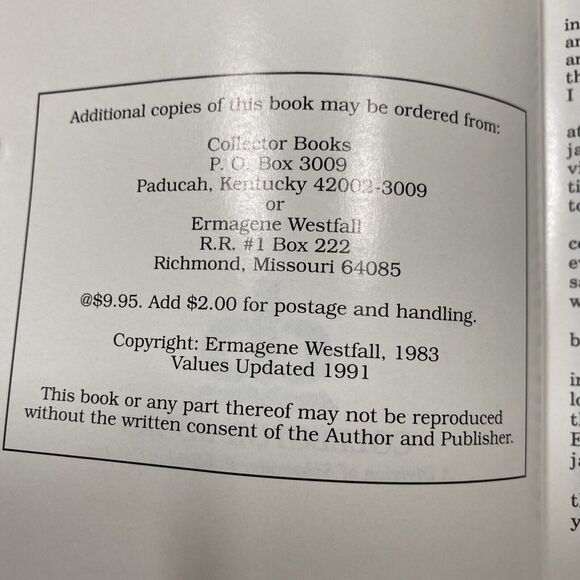 Additional copies of this book may be ordered from:
Collector Books
P. O. Box 3009
Paducah, Kentucky 42002-3009
or
Ermagene Westfall
R.R. #1 Box 222
Richmond, Missouri 64085
@$9.95. Add $2.00 for postage and handling.
Copyright: Ermagene Westfall, 1983
Values Updated 1991
This book or any part thereof may not be reproduced
without the written consent of the Author and Publisher.
in
I